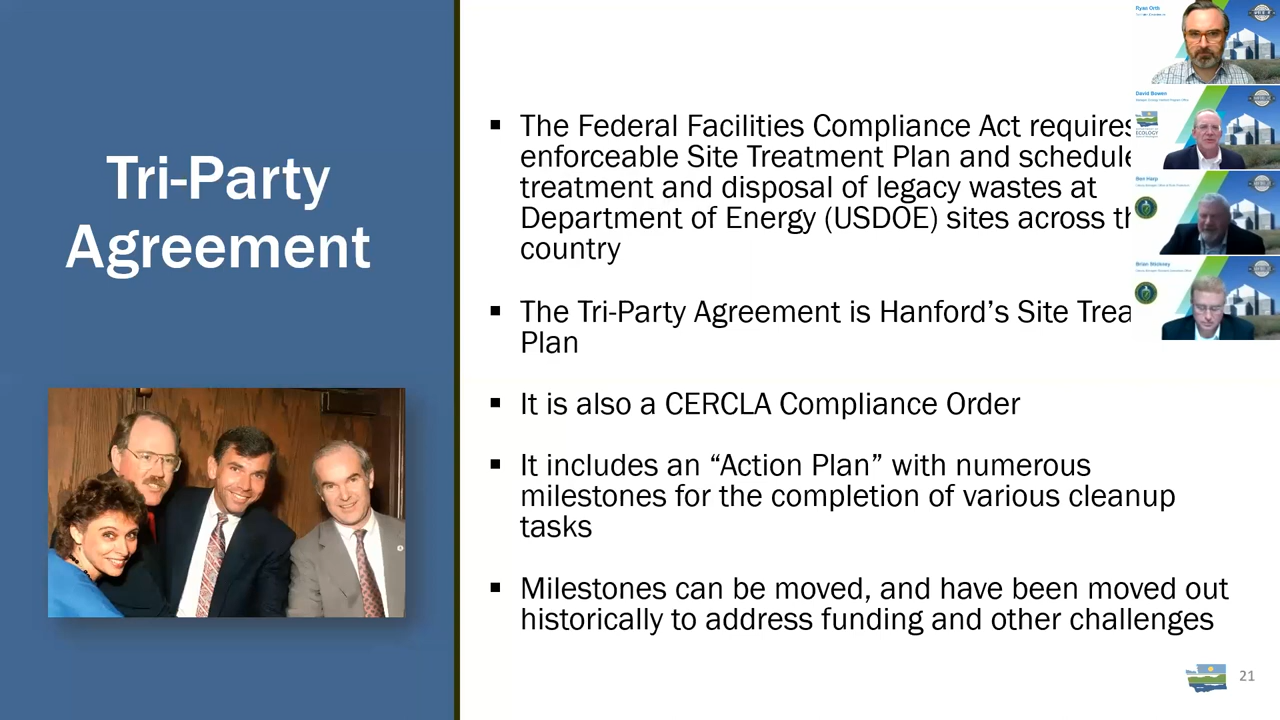 Tri-Party
Agreement
▪ The Federal Facilities Compliance Act requires
enforceable Site Treatment Plan and schedule
treatment and disposal of legacy wastes at
Department of Energy (USDOE) sites across th
country
▪ The Tri-Party Agreement is Hanford’s Site Trea
Plan
▪ It is also a CERCLA Compliance Order
▪ It includes an “Action Plan” with numerous
milestones for the completion of various cleanup
tasks
▪ Milestones can be moved, and have been moved out
historically to address funding and other challenges
21
Ryan Orth
David Bowen
ECOLOGY
Ben Harp
Brian Stickney